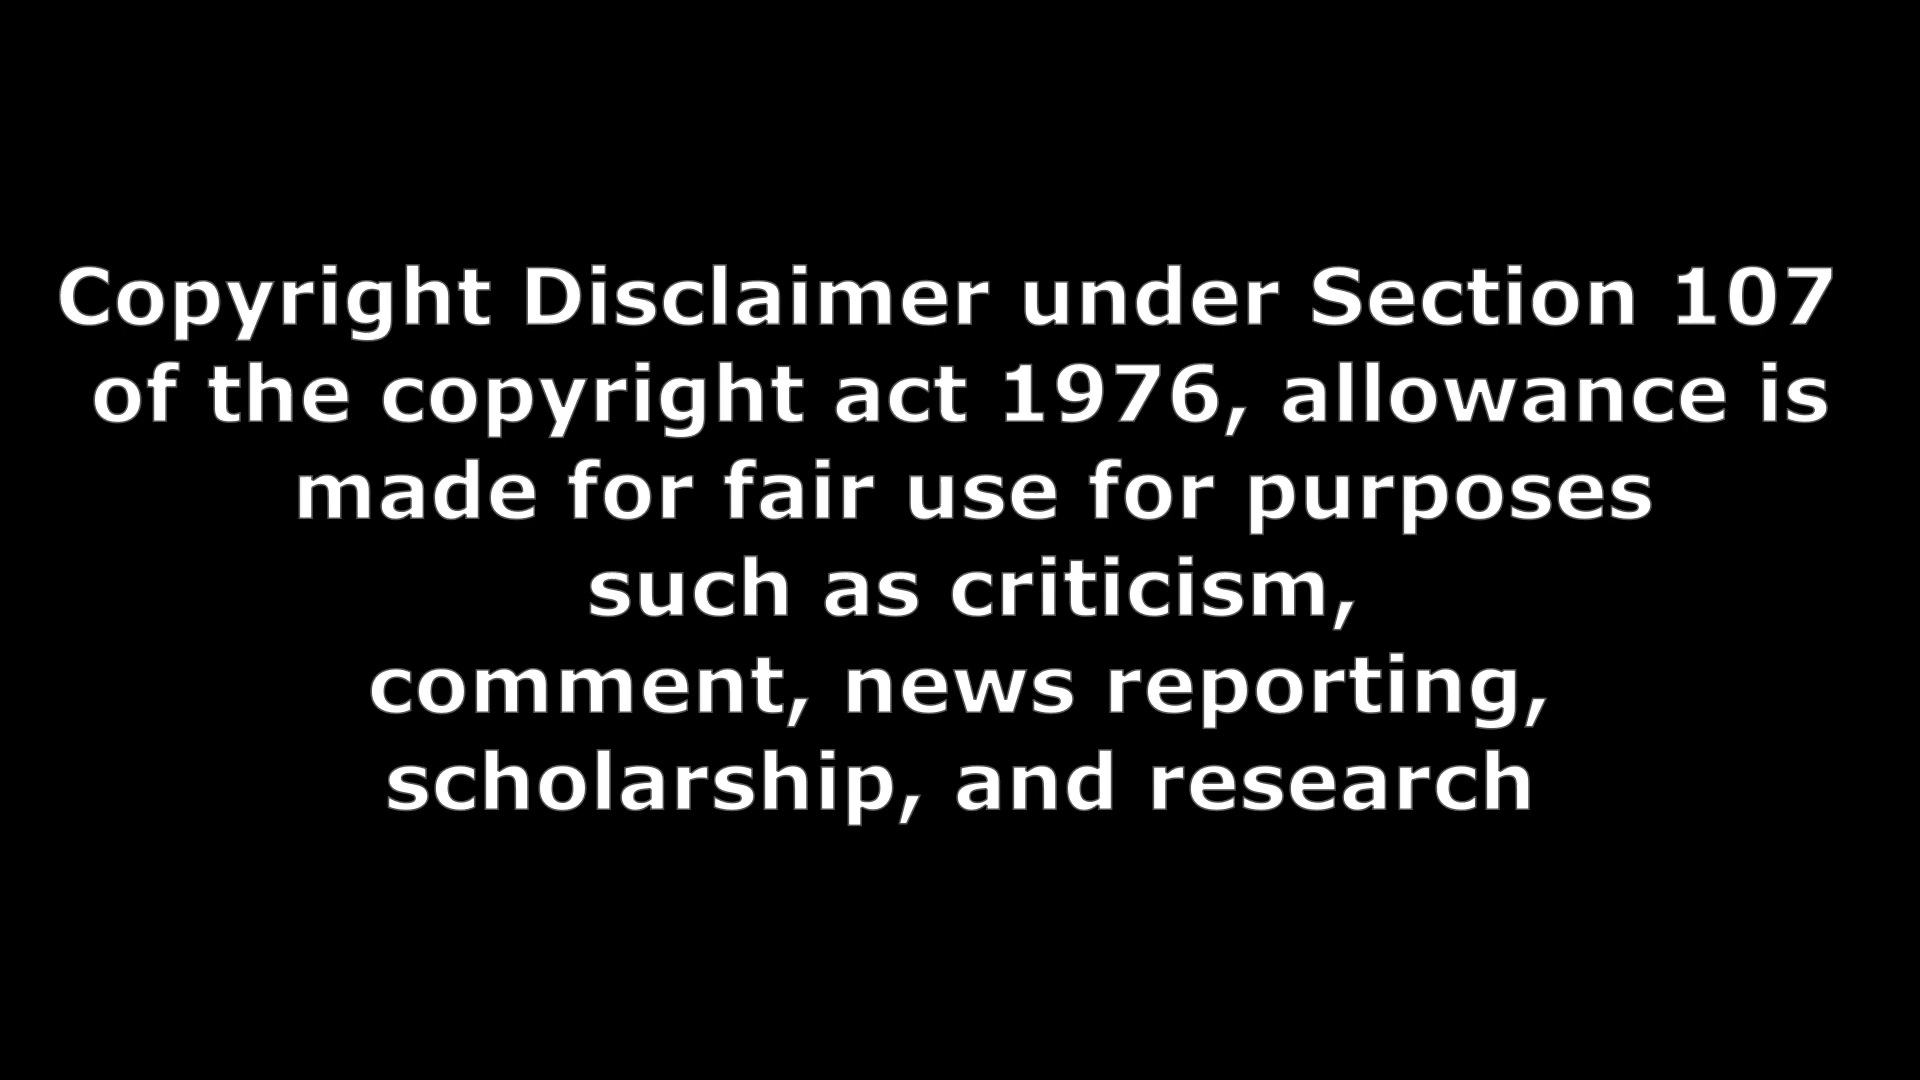 Copyright Disclaimer under Section 107
of the copyright act 1976, allowance is
made for fair use for purposes
such as criticism,
comment, news reporting,
scholarship, and research